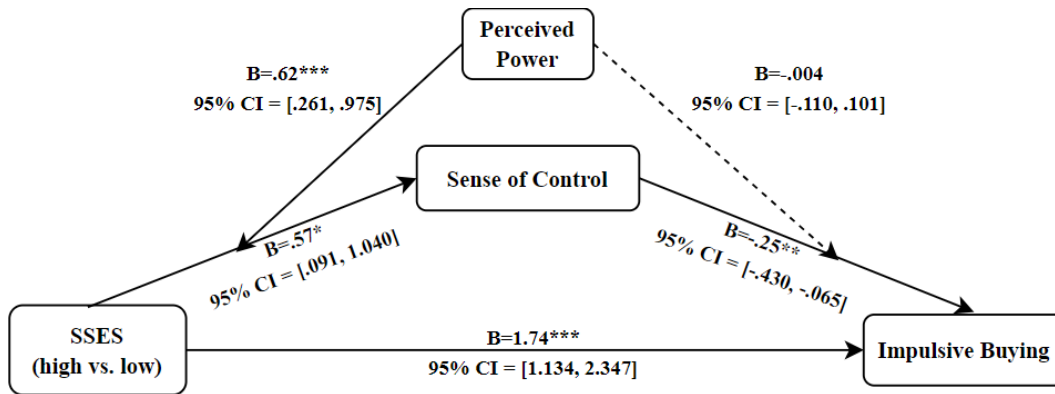 Perceived
Power
B=.62***
95% CI = [.261, .975]
B=-.004
95% CI = [-.110, .101]
Sense of Control
B=.57*
95% CI = [.091, 1.040]
B=-.25**
95% CI = [-.430, -.065]
SSES
(high vs. low)
B=1.74***
95% CI = [1.134, 2.347]
Impulsive Buying